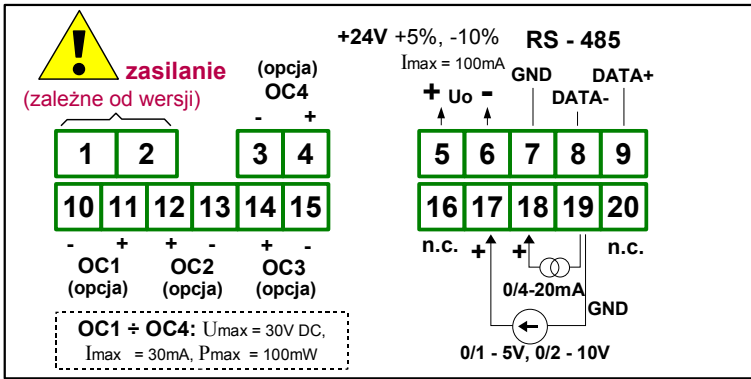 !
zasilanie
(zależne od wersji)
(opcja)
OC4
- +
1 2 3 4
10 11 12 13 14 15
- + + - + -
OC1 OC2 OC3
(opcja) (opcja) (opcja)
OC1 ÷ OC4: Umax = 30V DC,
Imax = 30mA, Pmax = 100mW
+24V +5%, -10%
Imax = 100mA
+ Uo -
RS - 485
GND DATA+
DATA-
5 6 7 8 9
16 17 18 19 20
n.c. + + n.c.
0/4-20mA
GND
0/1 - 5V, 0/2 - 10V